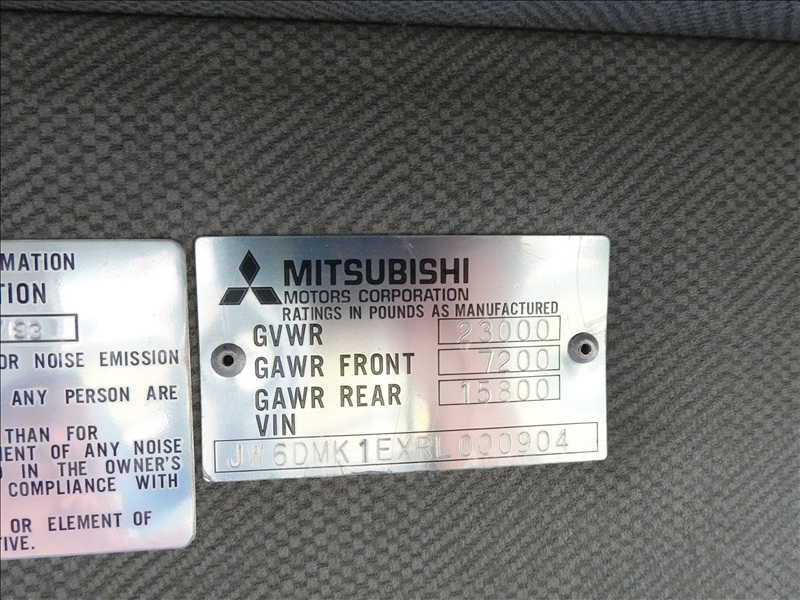 MATION
TION
/93
OR NOISE EMISSION
ANY PERSON ARE
THAN FOR
MENT OF ANY NOISE
IN THE OWNER'S
COMPLIANCE WITH
OR ELEMENT OF
TIVE.
MITSUBISHI
MOTORS CORPORATION
RATINGS IN POUNDS AS MANUFACTURED
GVWR 23000
GAWR FRONT 7200
GAWR REAR 15800
VIN
JW6DMK1EXRL000904